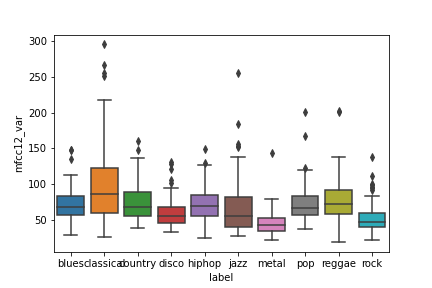 300
250
200
150
100
50
mfcc12_var
blues classical country disco hiphop jazz metal pop reggae rock
label